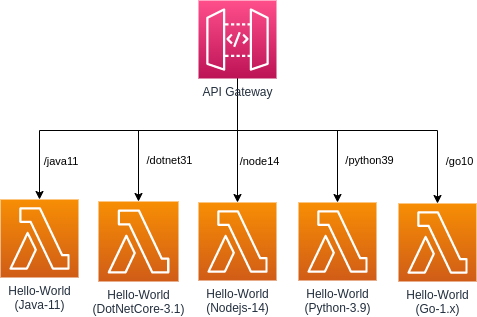 API Gateway
/java11
/dotnet31
/node14
/python39
/go10
Hello-World
(Java-11)
Hello-World
(DotNetCore-3.1)
Hello-World
(Nodejs-14)
Hello-World
(Python-3.9)
Hello-World
(Go-1.x)